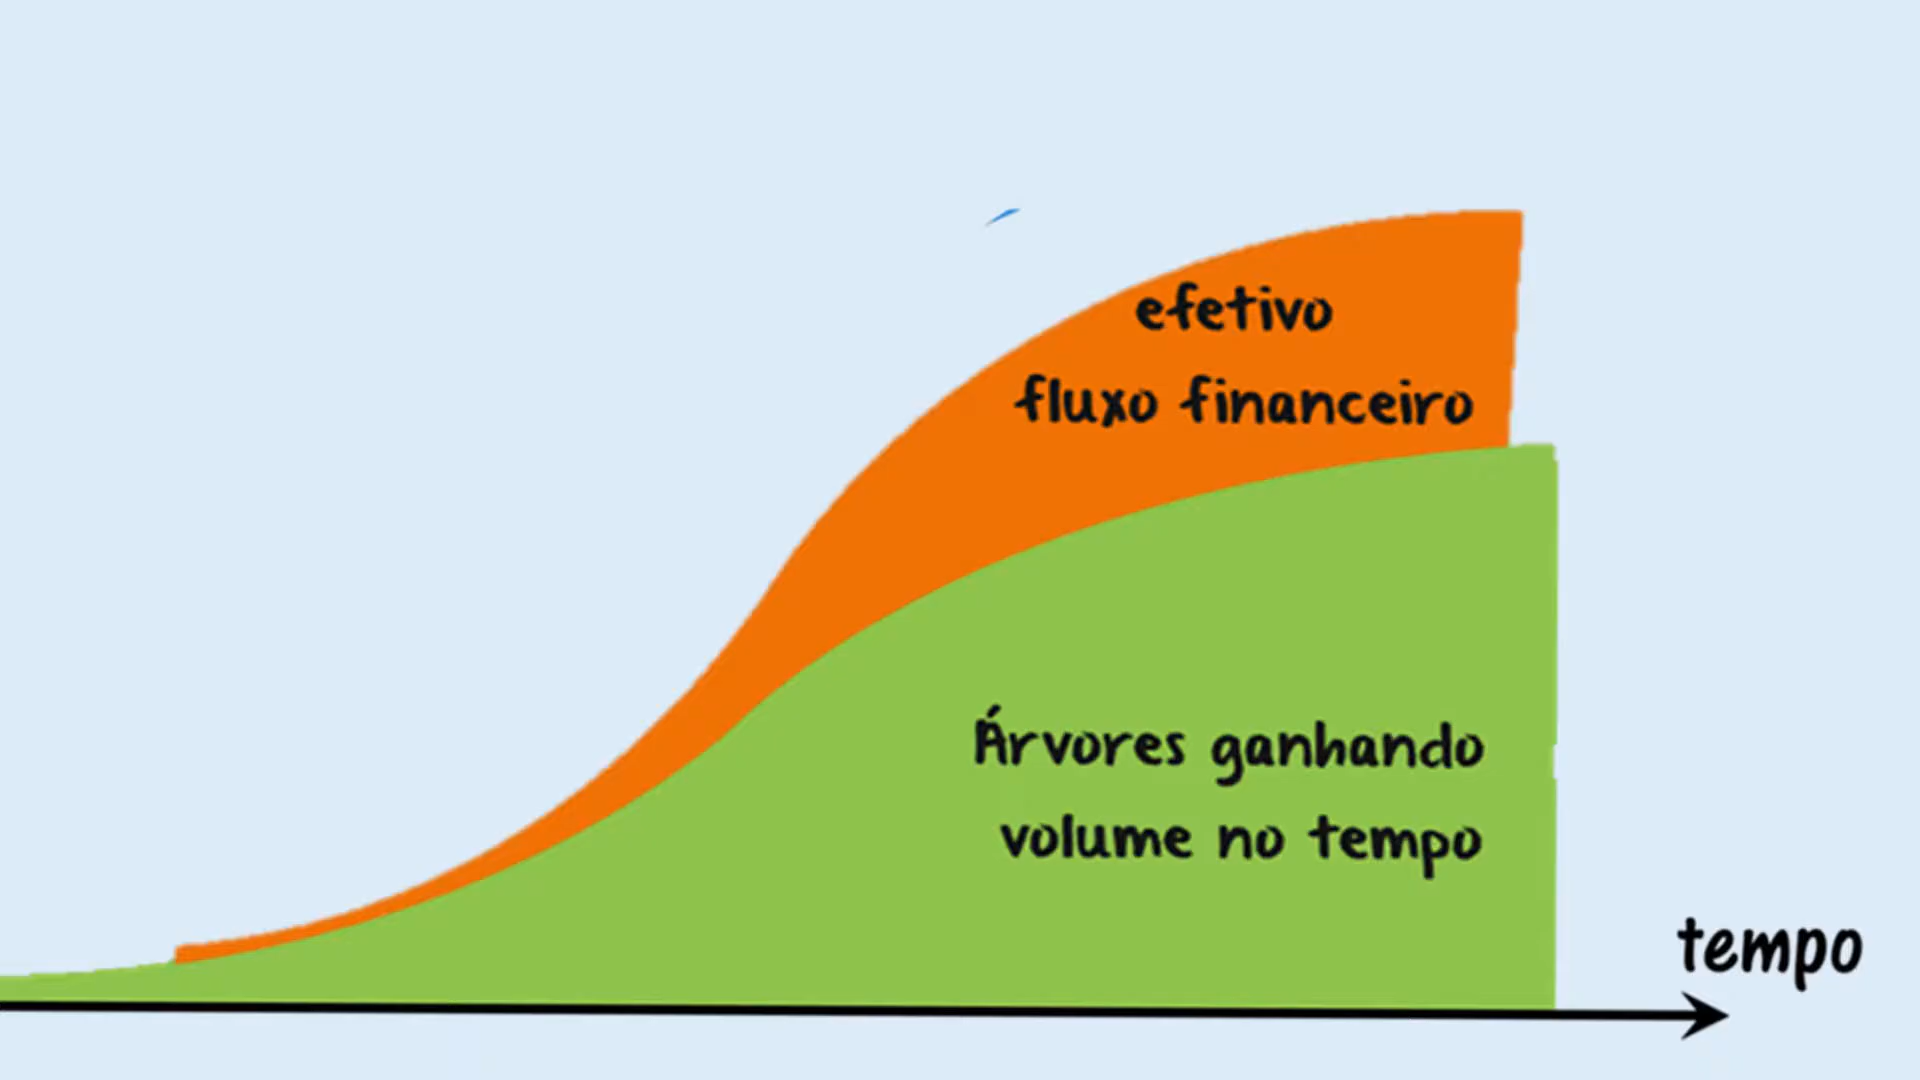 efetivo
fluxo financeiro
Árvores ganhando
volume no tempo
tempo